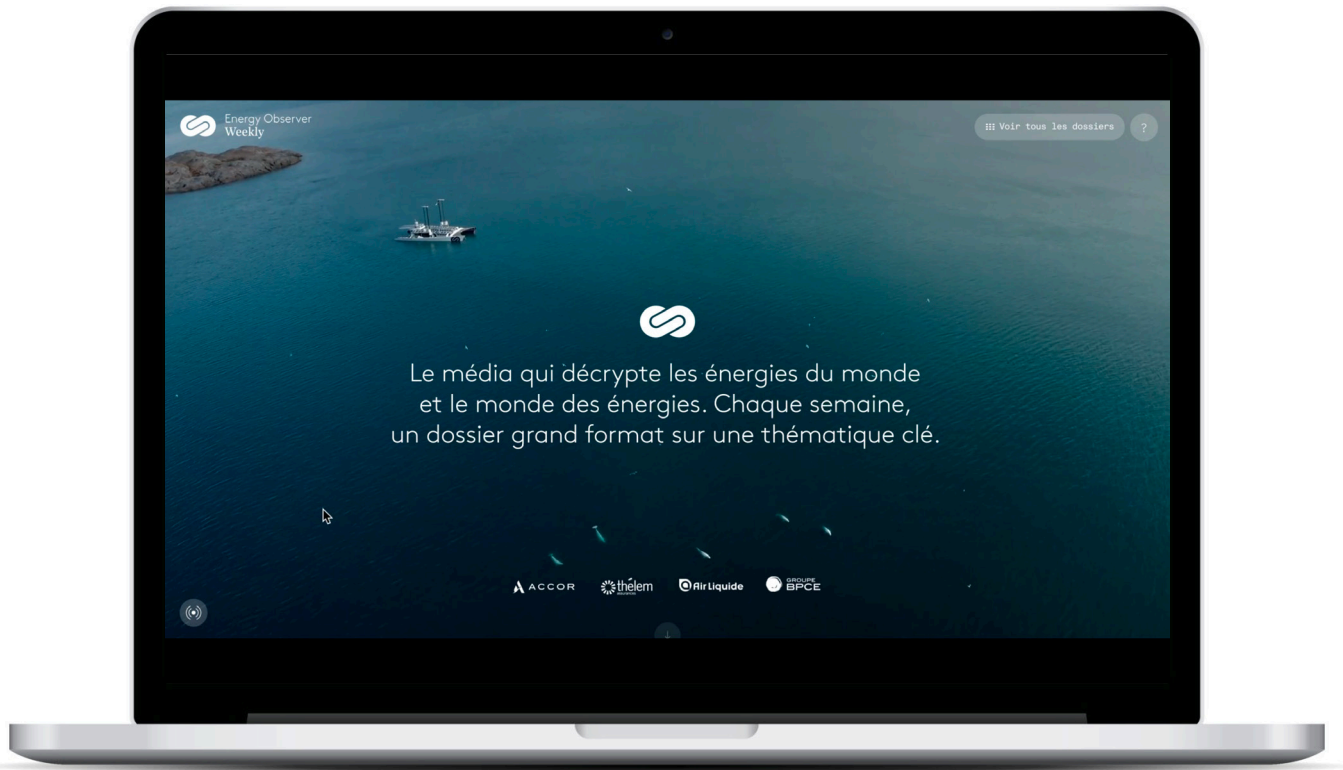 Energy Observer
Weekly
Voir tous les dossiers
?
Le média qui décrypte les énergies du monde
et le monde des énergies. Chaque semaine,
un dossier grand format sur une thématique clé.
ACCOR
thélem
assurances
Air Liquide
GROUPE
BPCE